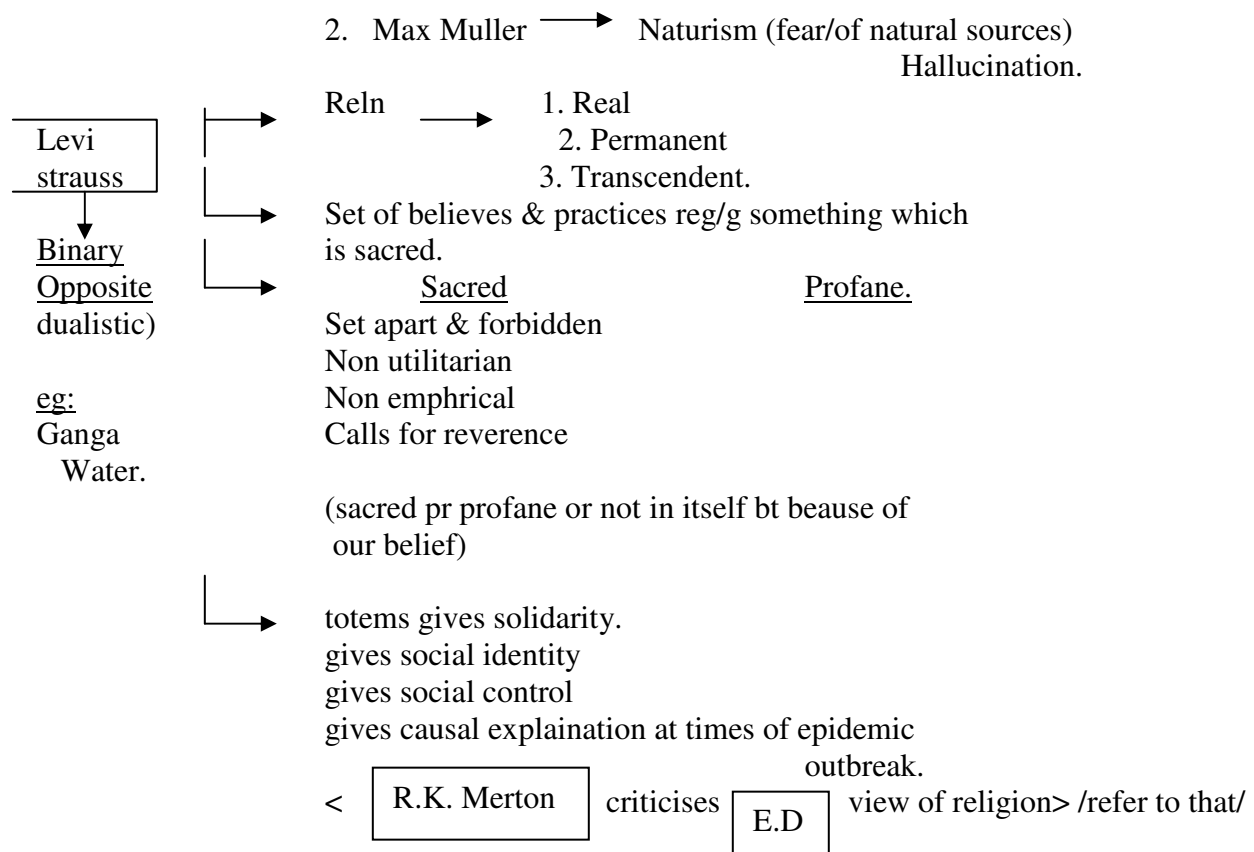 2. Max Muller Naturism (fear/of natural sources)
Hallucination.
Reln 1. Real
2. Permanent
3. Transcendent.
Levi
strauss
Binary
Opposite
dualistic)
eg:
Ganga
Water.
Set of believes & practices reg/g something which
is sacred.
Sacred Profane.
Set apart & forbidden
Non utilitarian
Non emphrical
Calls for reverence
(sacred pr profane or not in itself bt beause of
our belief)
totems gives solidarity.
gives social identity
gives social control
gives causal explaination at times of epidemic
outbreak.
< R.K. Merton criticises E.D view of religion> /refer to that/